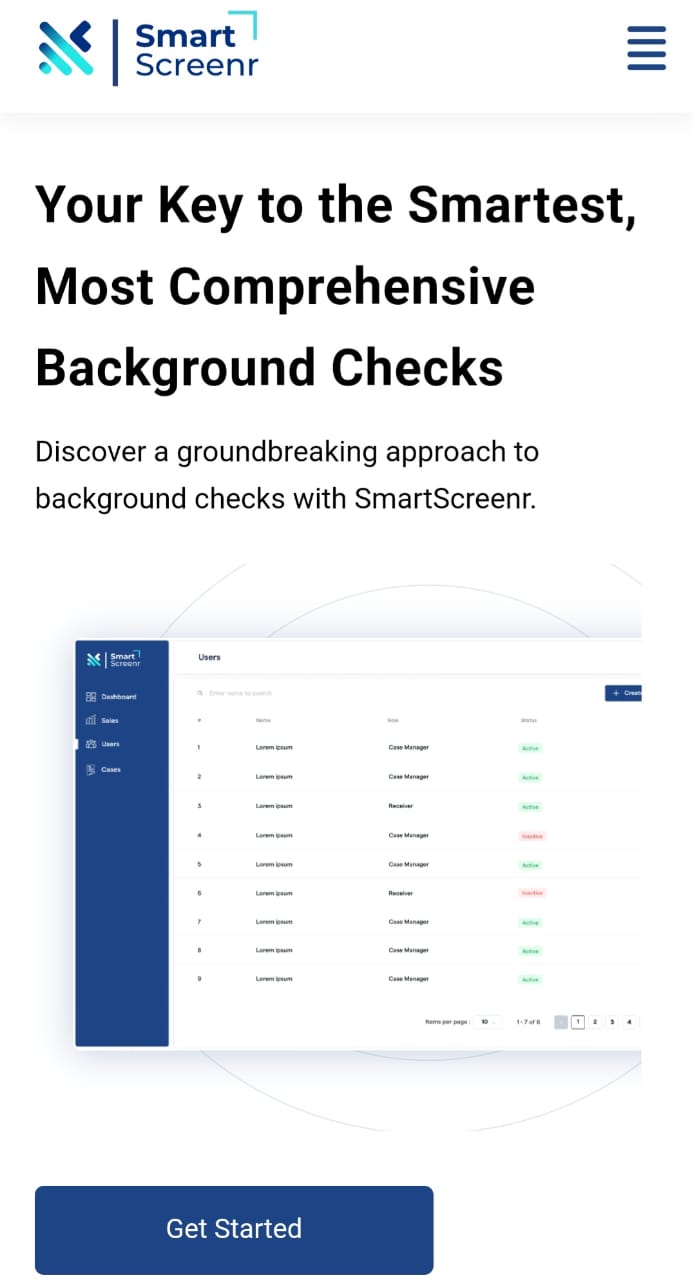 Smart
Screenr
Your Key to the Smartest,
Most Comprehensive
Background Checks
Discover a groundbreaking approach to
background checks with SmartScreenr.
Smart
Screenr
Users
Dashboard
Sales
Users
Cases
Enter name to search
+ Create
# Name Role Status
1 Lorem ipsum Case Manager Active
2 Lorem ipsum Case Manager Active
3 Lorem ipsum Receiver Active
4 Lorem ipsum Case Manager Inactive
5 Lorem ipsum Case Manager Active
6 Lorem ipsum Receiver Inactive
7 Lorem ipsum Case Manager Active
8 Lorem ipsum Case Manager Active
9 Lorem ipsum Case Manager Active
Items per page : 10 1-7 of 6 1 2 3 4
Get Started